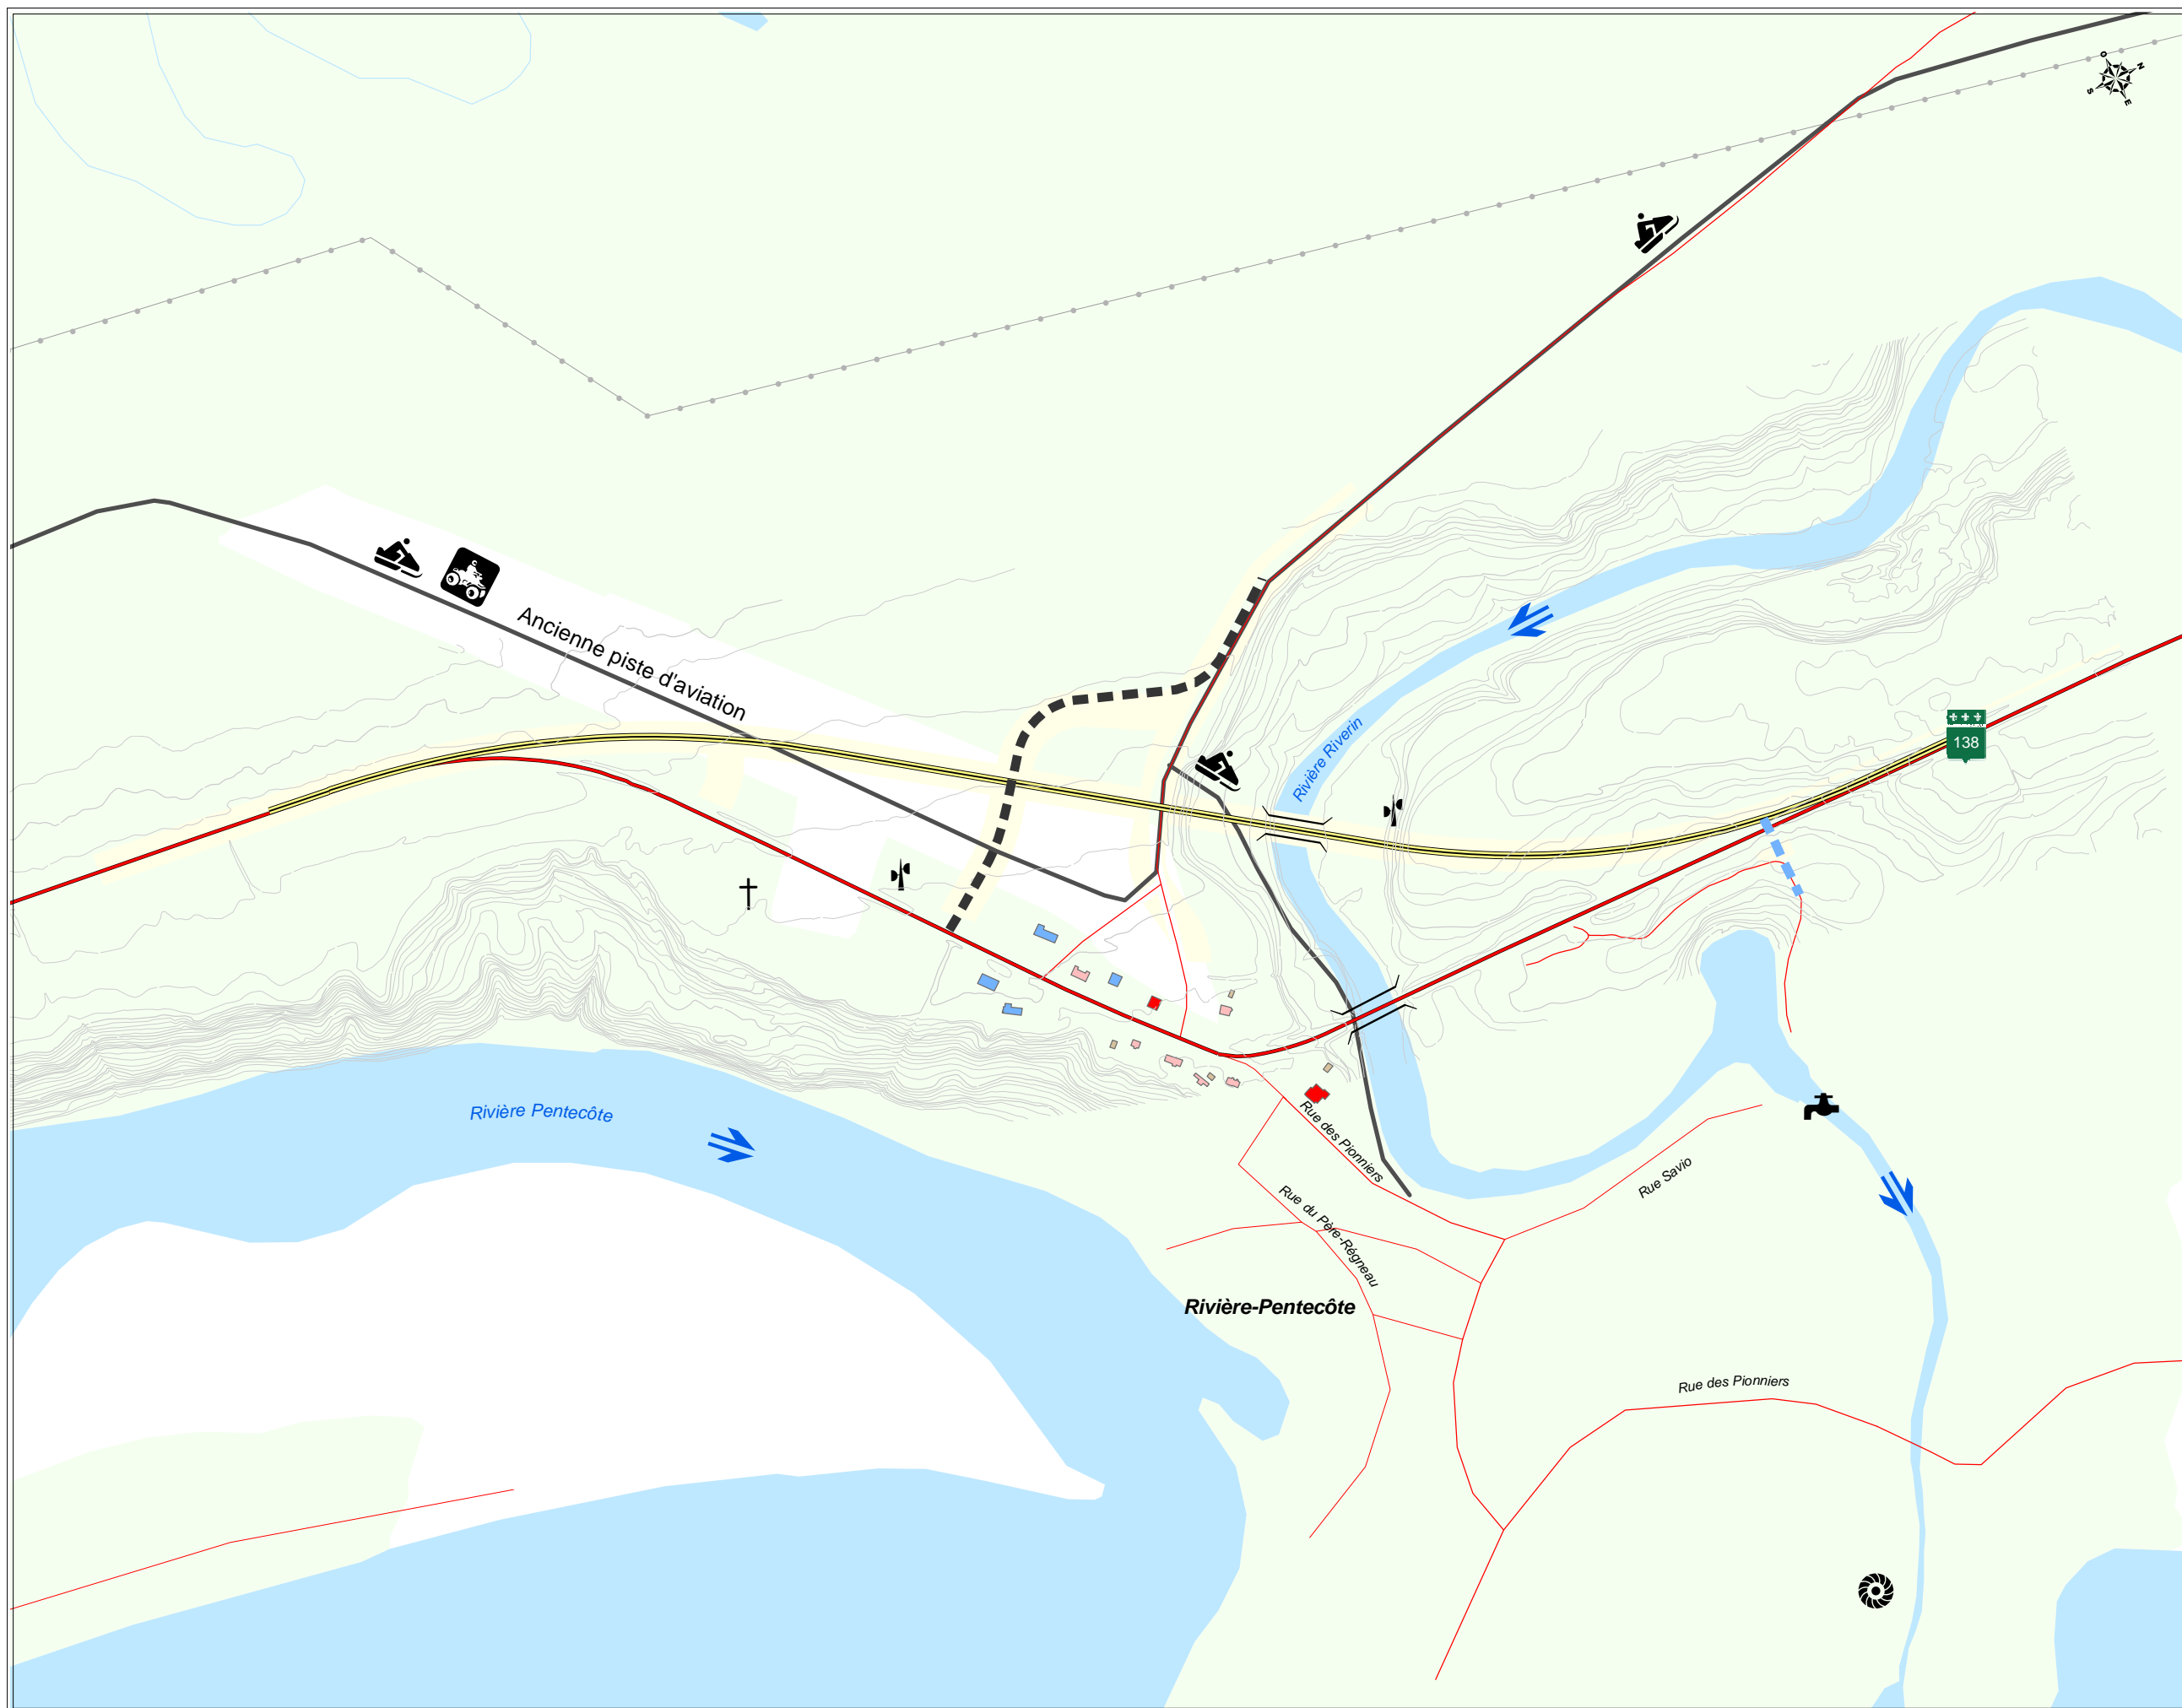 O
N
S
E
Ancienne piste d'aviation
138
Rivière Riverin
Rivière Pentecôte
Rue des Pionniers
Rue Savio
Rue du Père-Régneau
Rivière-Pentecôte
Rue des Pionniers